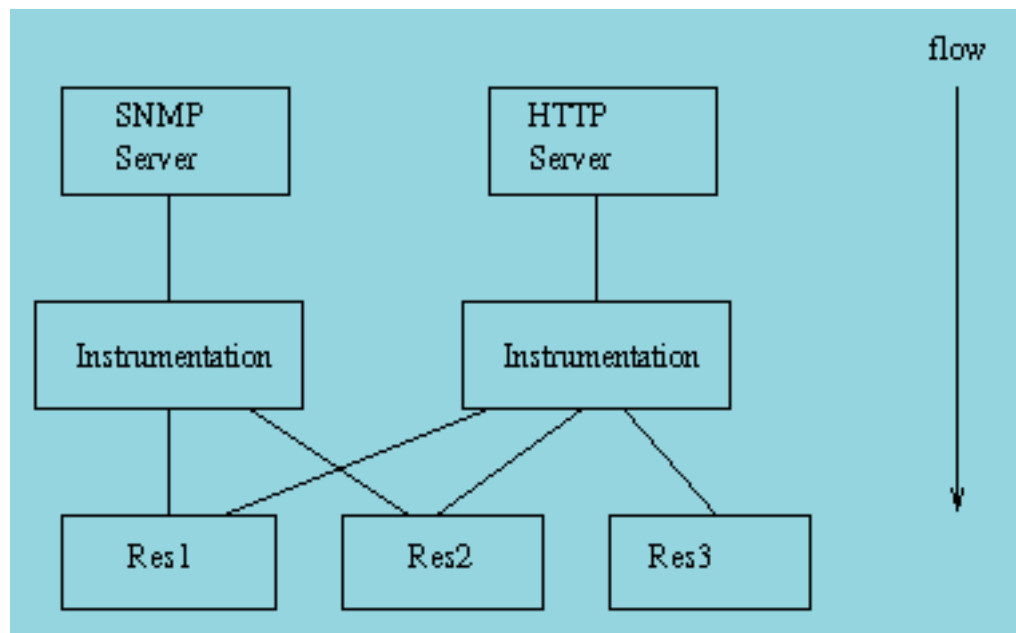 flow
SNMP
Server
HTTP
Server
Instrumentation
Instrumentation
Res1
Res2
Res3